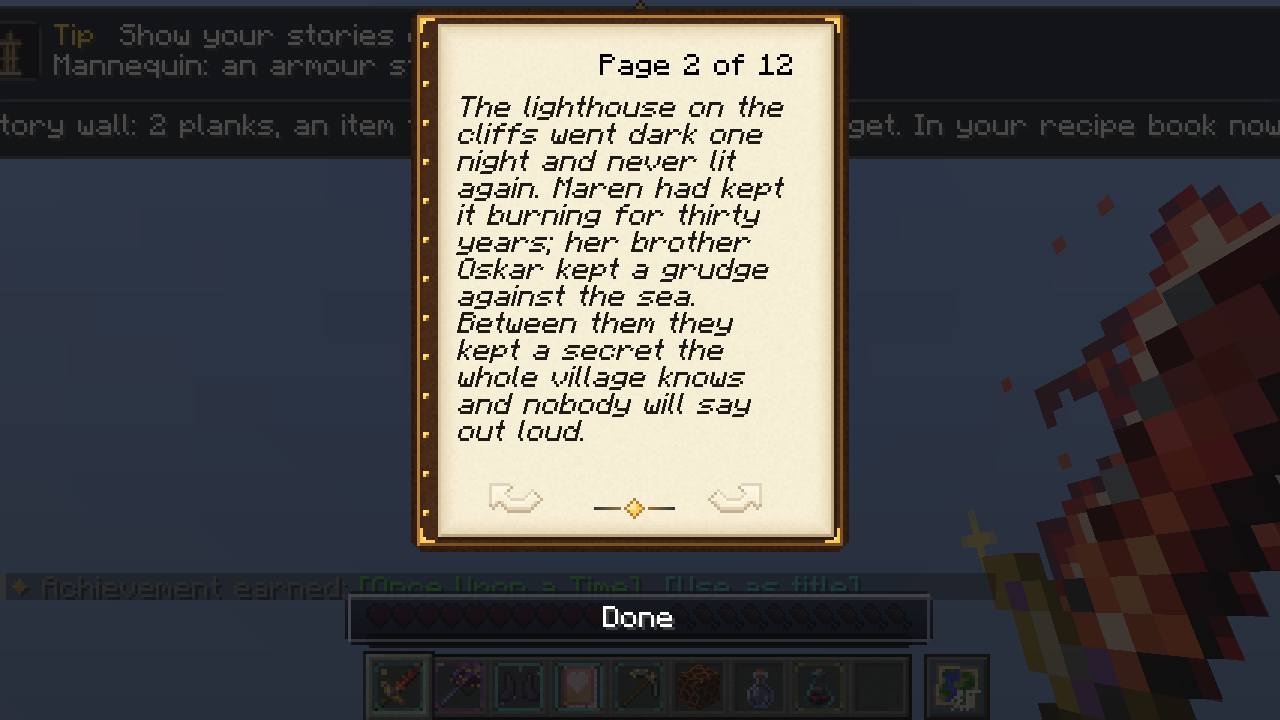 Tip Show your stories
Mannequin: an armour
tory wall: 2 planks, an item
get. In your recipe book now
Page 2 of 12
The lighthouse on the
cliffs went dark one
night and never lit
again. Maren had kept
it burning for thirty
years; her brother
Oskar kept a grudge
against the sea.
Between them they
kept a secret the
whole village knows
and nobody will say
out loud.
Achievement earned: [Once Upon a Time] [Use as title]
Done